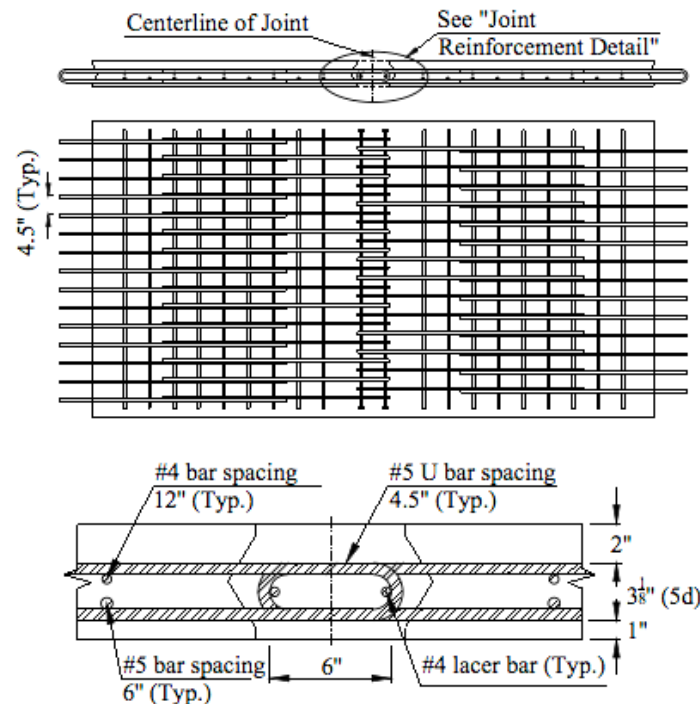 Centerline of Joint
See "Joint
Reinforcement Detail"
4.5" (Typ.)
#4 bar spacing
12" (Typ.)
#5 U bar spacing
4.5" (Typ.)
2"
3⅛" (5d)
1"
#5 bar spacing
6" (Typ.)
6"
#4 lacer bar (Typ.)